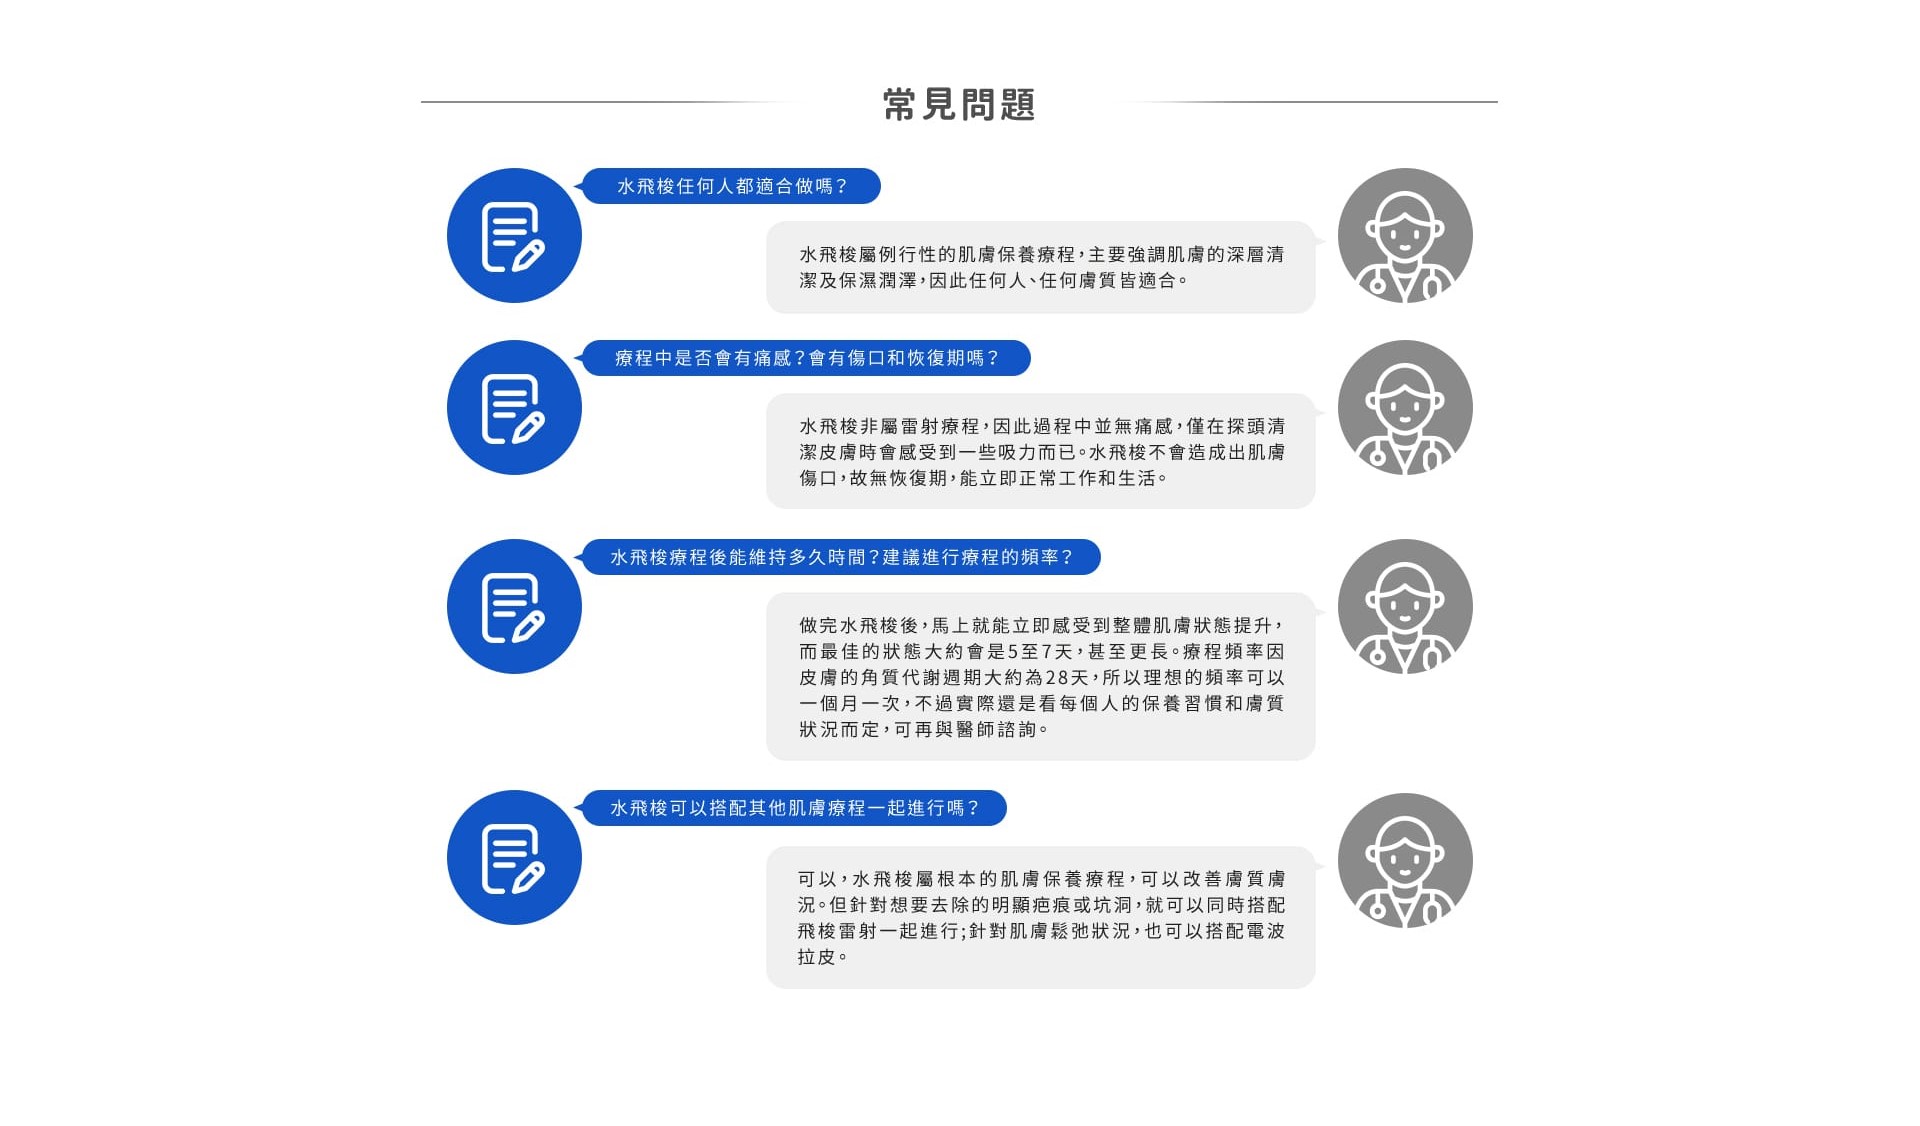 常見問題
水飛梭任何人都適合做嗎？
水飛梭屬例行性的肌膚保養療程，主要強調肌膚的深層清
潔及保濕潤澤，因此任何人、任何膚質皆適合。
療程中是否會有痛感？會有傷口和恢復期嗎？
水飛梭非屬雷射療程，因此過程中並無痛感，僅在探頭清
潔皮膚時會感受到一些吸力而已。水飛梭不會造成出肌膚
傷口，故無恢復期，能立即正常工作和生活。
水飛梭療程後能維持多久時間？建議進行療程的頻率？
做完水飛梭後，馬上就能立即感受到整體肌膚狀態提升，
而最佳的狀態大約會是5至7天，甚至更長。療程頻率因
皮膚的角質代謝週期大約為28天，所以理想的頻率可以
一個月一次，不過實際還是看每個人的保養習慣和膚質
狀況而定，可再與醫師諮詢。
水飛梭可以搭配其他肌膚療程一起進行嗎？
可以，水飛梭屬根本的肌膚保養療程，可以改善膚質膚
況。但針對想要去除的明顯疤痕或坑洞，就可以同時搭配
飛梭雷射一起進行；針對肌膚鬆弛狀況，也可以搭配電波
拉皮。